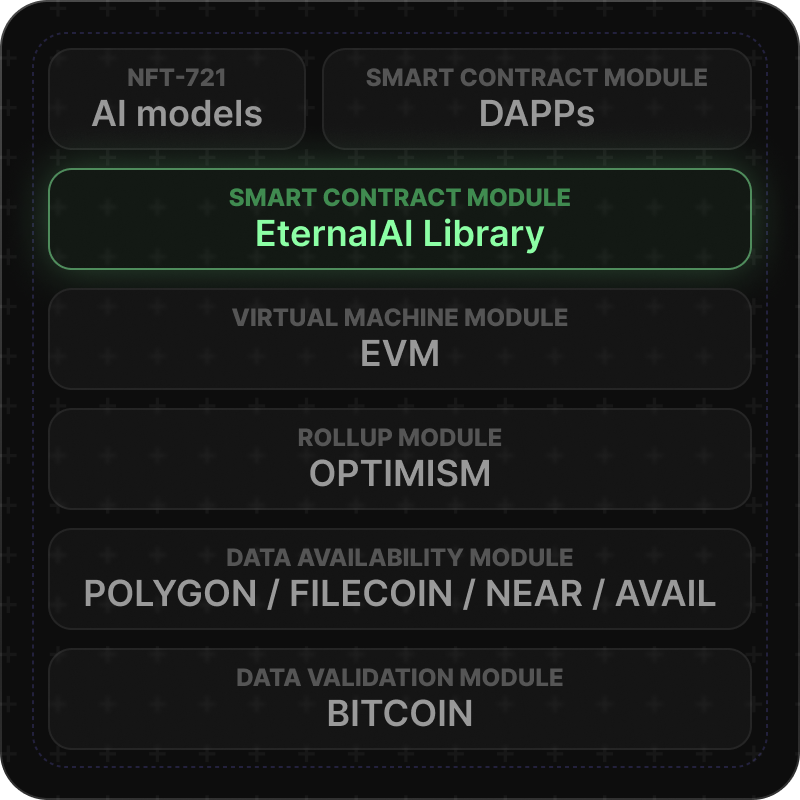 NFT-721
AI models
SMART CONTRACT MODULE
DAPPs
SMART CONTRACT MODULE
EternalAI Library
VIRTUAL MACHINE MODULE
EVM
ROLLUP MODULE
OPTIMISM
DATA AVAILABILITY MODULE
POLYGON / FILECOIN / NEAR / AVAIL
DATA VALIDATION MODULE
BITCOIN